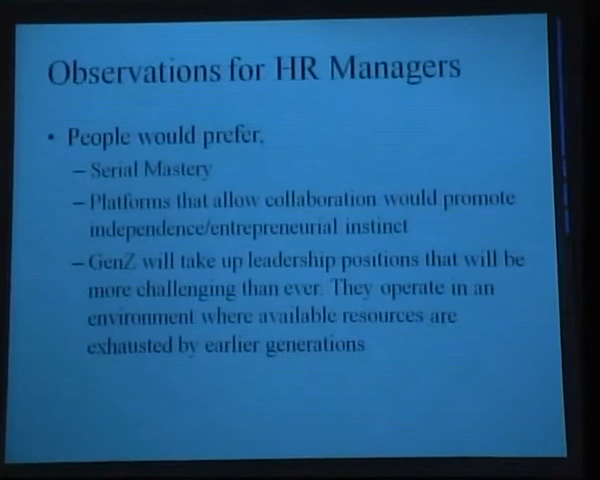 Observations for HR Managers
• People would prefer,
– Serial Mastery
– Platforms that allow collaboration would promote
independence/entrepreneurial instinct
– GenZ will take up leadership positions that will be
more challenging than ever. They operate in an
environment where available resources are
exhausted by earlier generations